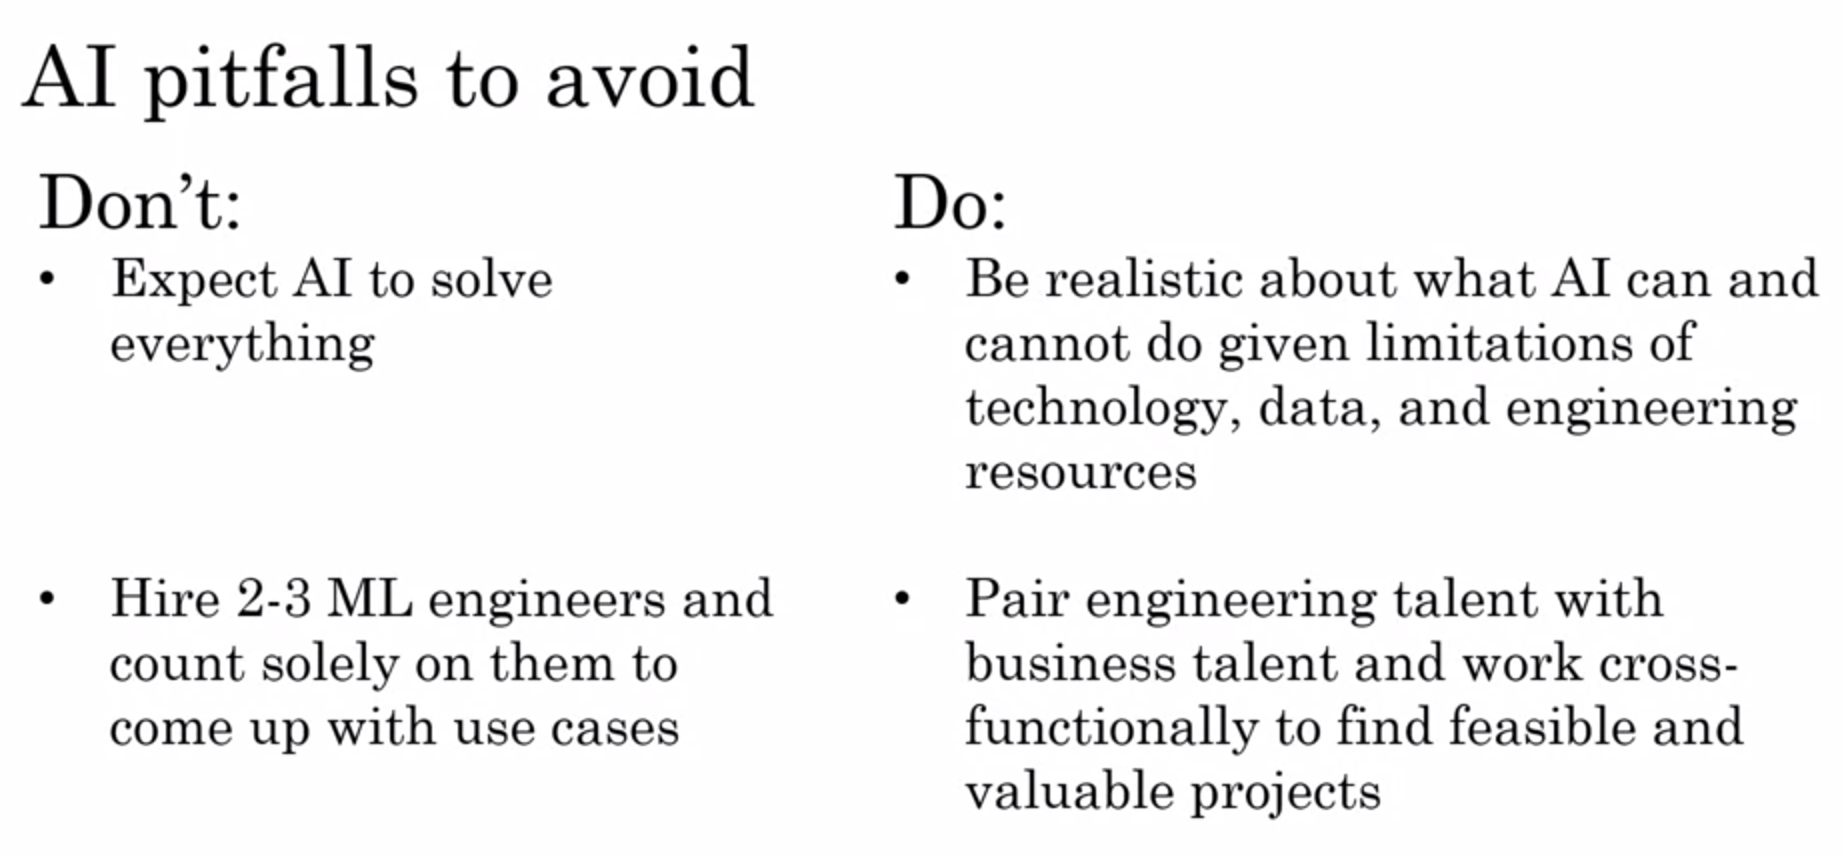 AI pitfalls to avoid
Don't:
• Expect AI to solve
everything
• Hire 2-3 ML engineers and
count solely on them to
come up with use cases
Do:
• Be realistic about what AI can and
cannot do given limitations of
technology, data, and engineering
resources
• Pair engineering talent with
business talent and work cross-
functionally to find feasible and
valuable projects